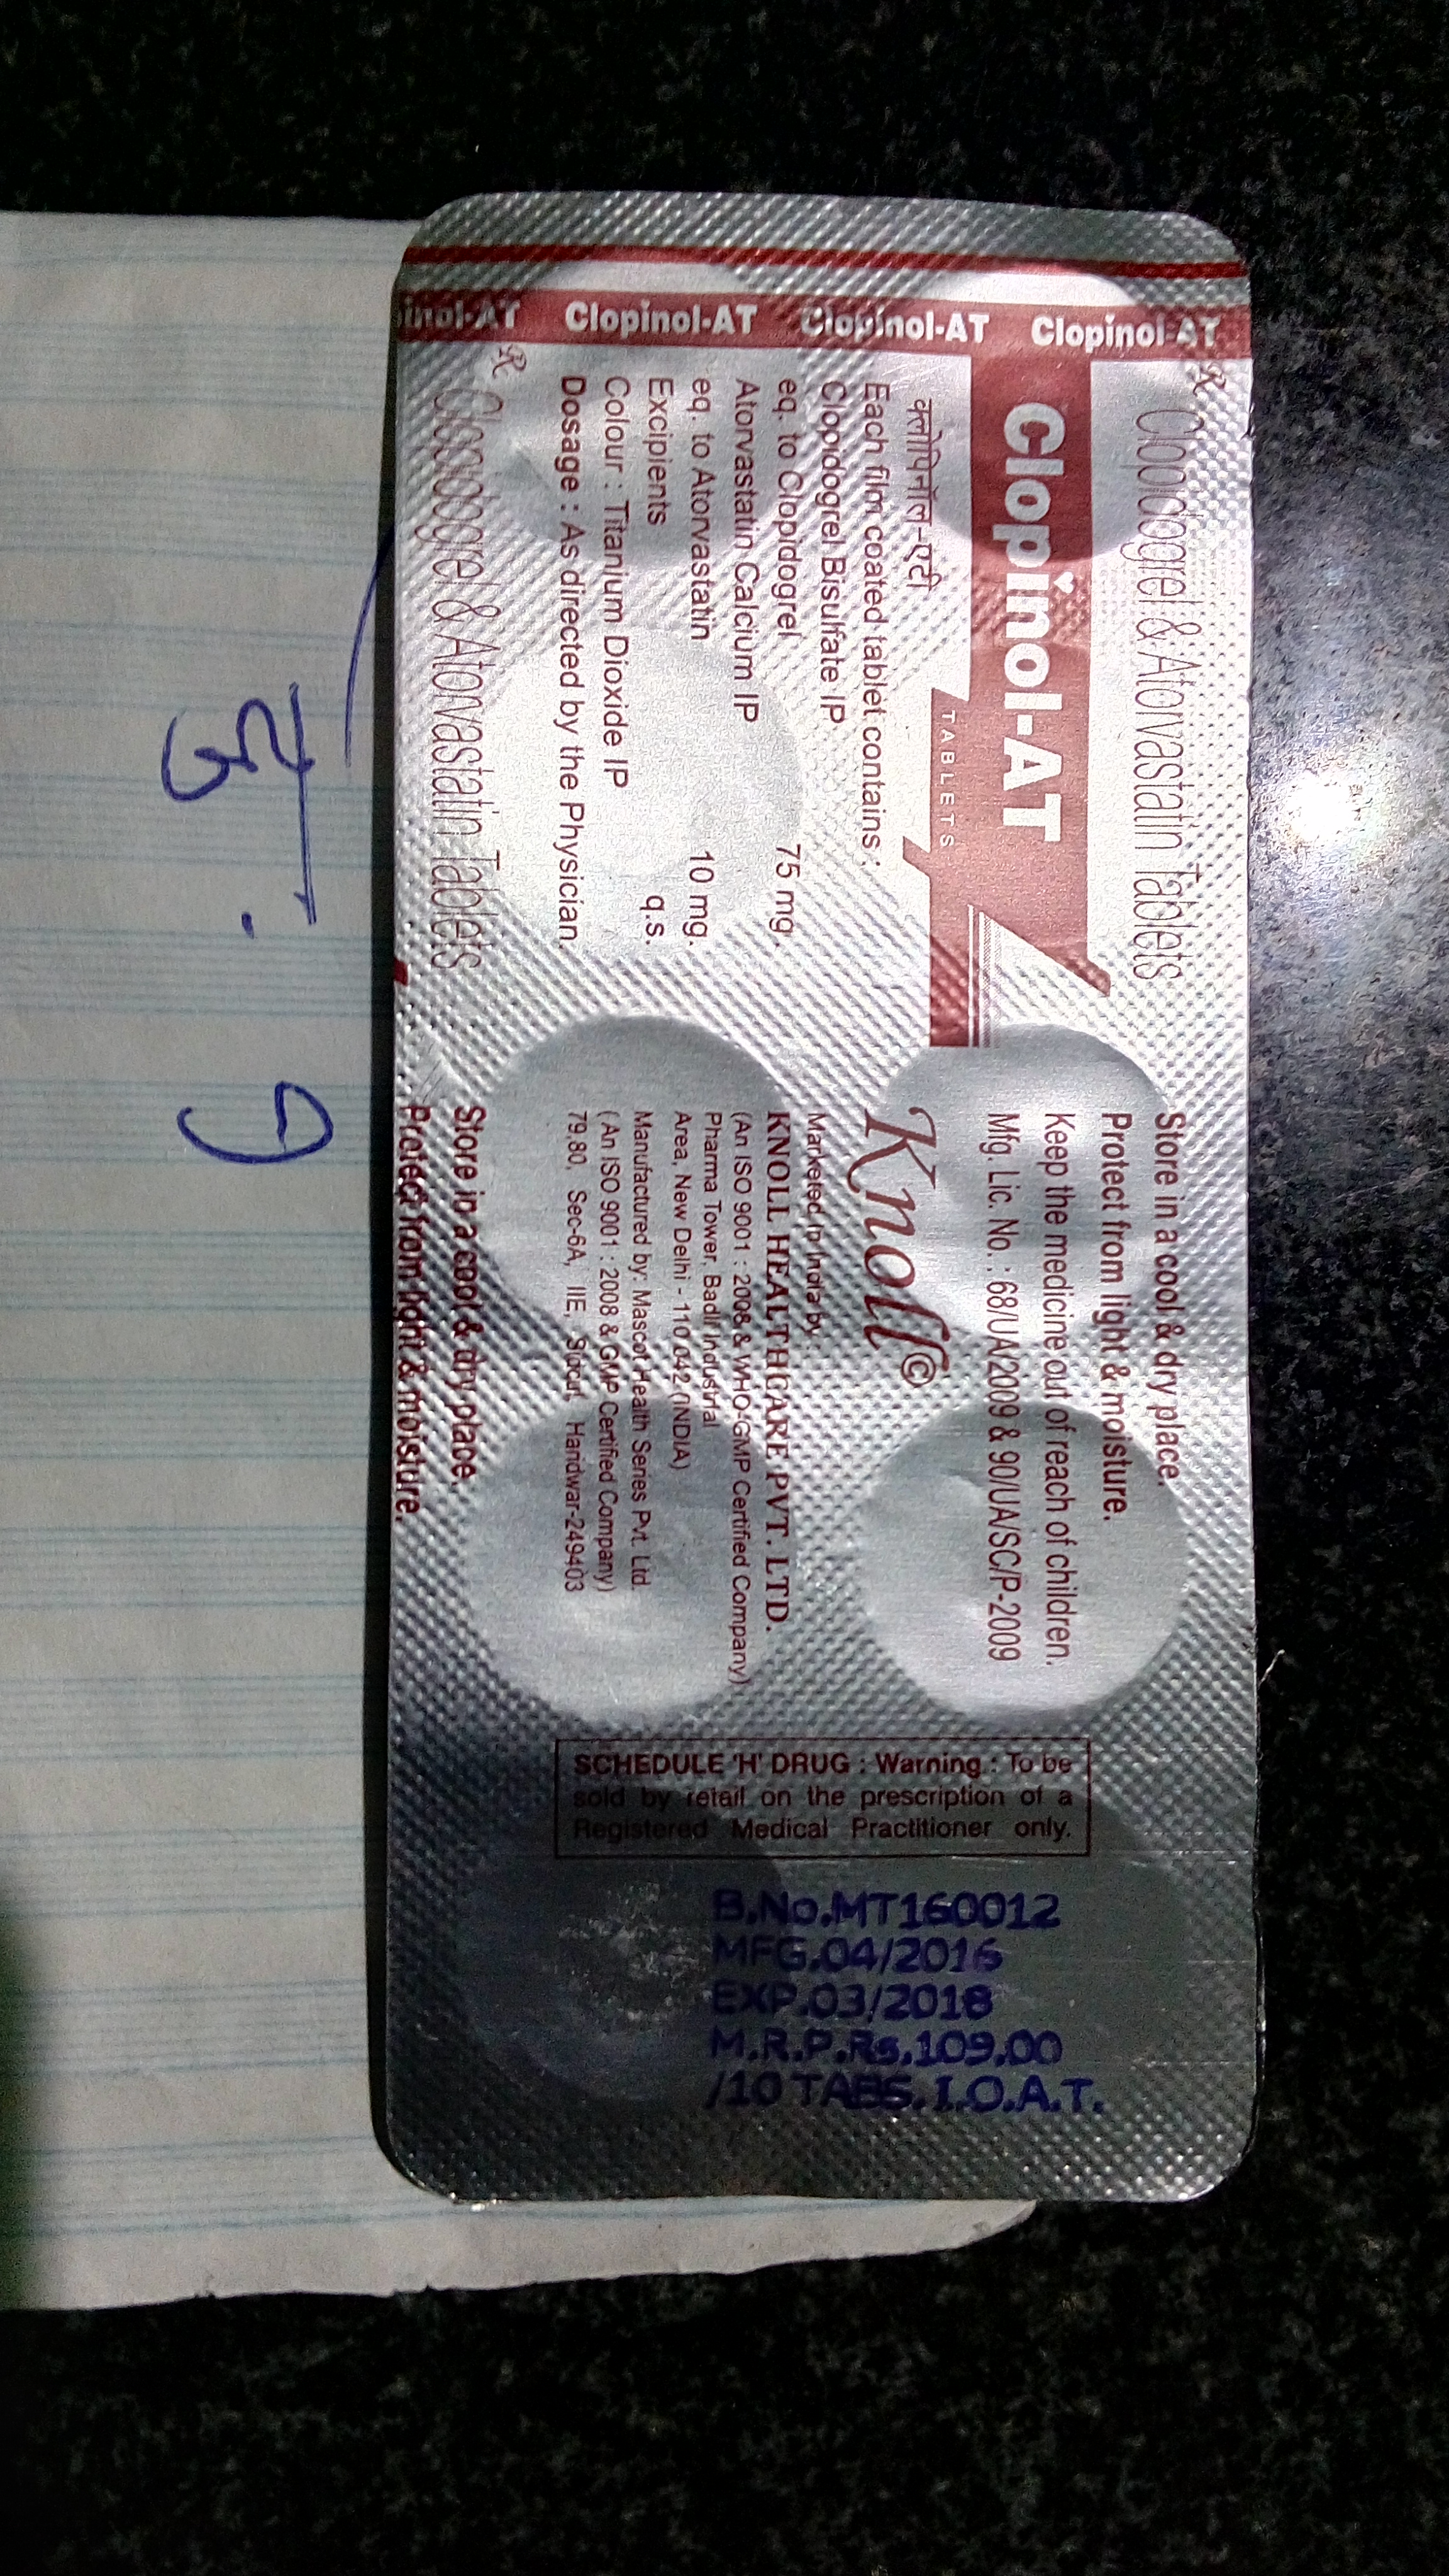 Clopidogrel & Atorvastatin Tablets
Clopinol-AT
TABLETS
क्लोपिनॉल-एटी
Each film coated tablet contains :
Clopidogrel Bisulfate IP
eq. to Clopidogrel 75 mg.
Atorvastatin Calcium IP
eq. to Atorvastatin 10 mg.
Excipients q.s.
Colour : Titanium Dioxide IP
Dosage : As directed by the Physician.
℞ Clopidogrel & Atorvastatin Tablets
Clopinol-AT Clopinol-AT Clopinol-AT
Store in a cool & dry place.
Protect from light & moisture.
Keep the medicine out of reach of children.
Mfg. Lic. No. : 68/UA/2009 & 90/UA/SC/P-2009
Knoll©
Marketed in India by :
KNOLL HEALTHCARE PVT. LTD.
(An ISO 9001 : 2008 & WHO-GMP Certified Company)
Pharma Tower, Badli Industrial
Area, New Delhi - 110 042 (INDIA)
Manufactured by: Mascot Health Series Pvt. Ltd.
( An ISO 9001 : 2008 & GMP Certified Company)
79,80, Sec-6A, IIE, Sidcul, Haridwar-249403
Store in a cool & dry place.
Protect from light & moisture.
SCHEDULE 'H' DRUG : Warning : To be
sold by retail on the prescription of a
Registered Medical Practitioner only.
B.No.MT160012
MFG.04/2016
EXP.03/2018
M.R.P.Rs.109.00
/10 TABS.I.O.A.T.